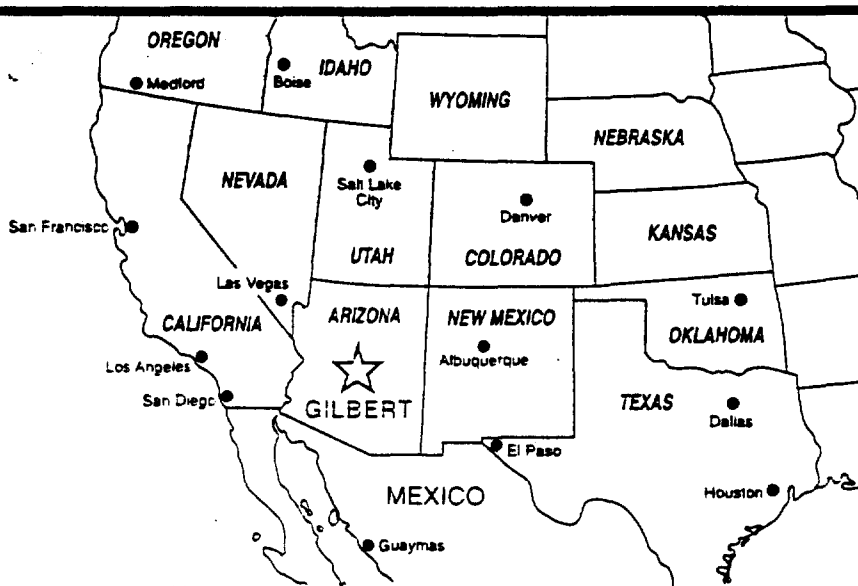 OREGON
Medford
Boise
IDAHO
WYOMING
NEBRASKA
NEVADA
Salt Lake
City
Denver
San Francisco
UTAH
COLORADO
KANSAS
Las Vegas
CALIFORNIA
ARIZONA
NEW MEXICO
Tulsa
OKLAHOMA
Los Angeles
Albuquerque
San Diego
GILBERT
TEXAS
Dallas
El Paso
MEXICO
Houston
Guaymas